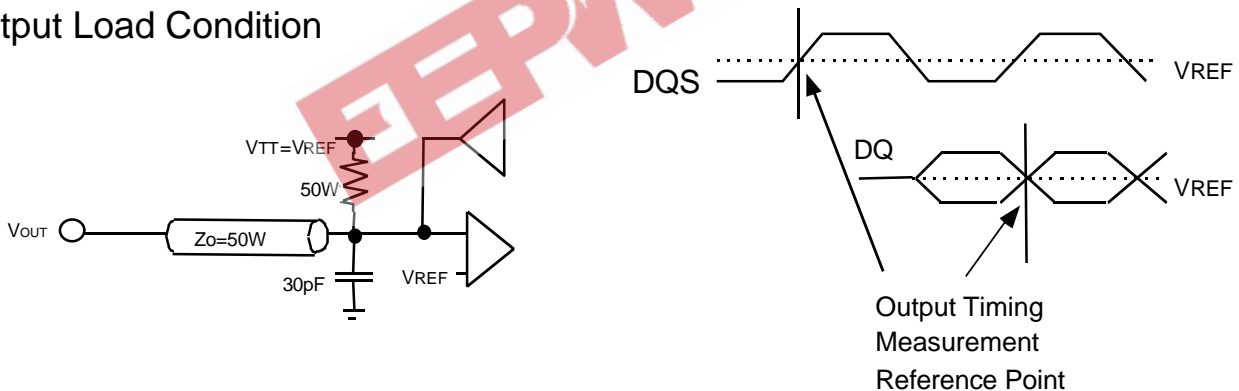 tput Load Condition
DQS
VREF
DQ
VREF
VTT=VREF
50W
VOUT
Zo=50W
30pF
VREF
Output Timing
Measurement
Reference Point